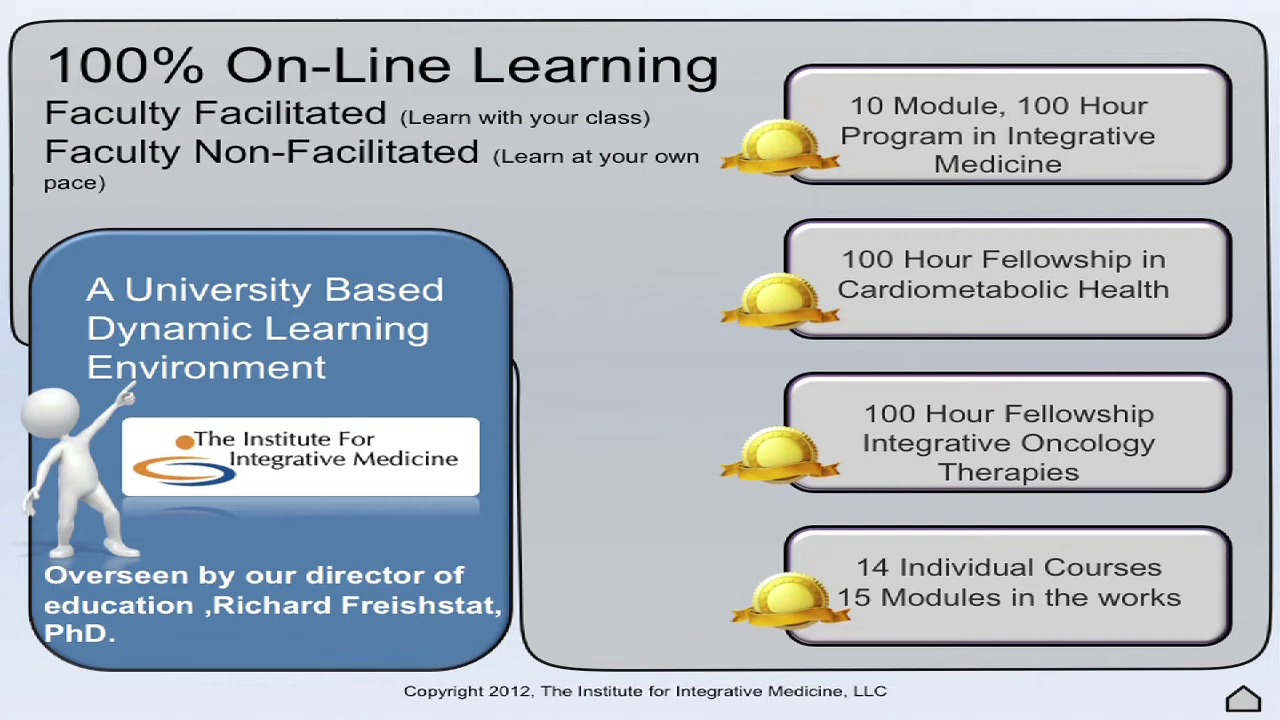 100% On-Line Learning
Faculty Facilitated (Learn with your class)
Faculty Non-Facilitated (Learn at your own
pace)
A University Based
Dynamic Learning
Environment
The Institute For
Integrative Medicine
Overseen by our director of
education ,Richard Freishstat,
PhD.
10 Module, 100 Hour
Program in Integrative
Medicine
100 Hour Fellowship in
Cardiometabolic Health
100 Hour Fellowship
Integrative Oncology
Therapies
14 Individual Courses
15 Modules in the works
Copyright 2012, The Institute for Integrative Medicine, LLC